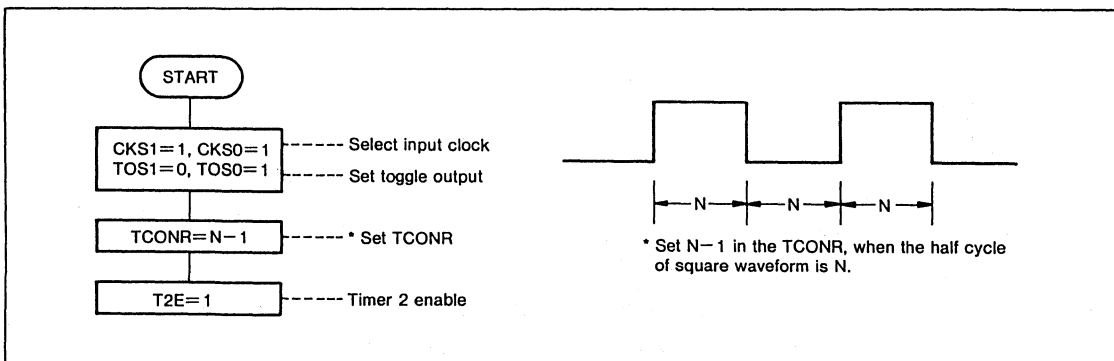 START
CKS1=1, CKS0=1
TOS1=0, TOS0=1
Select input clock
Set toggle output
TCONR=N−1
* Set TCONR
T2E=1
Timer 2 enable
N
N
N
* Set N−1 in the TCONR, when the half cycle
of square waveform is N.